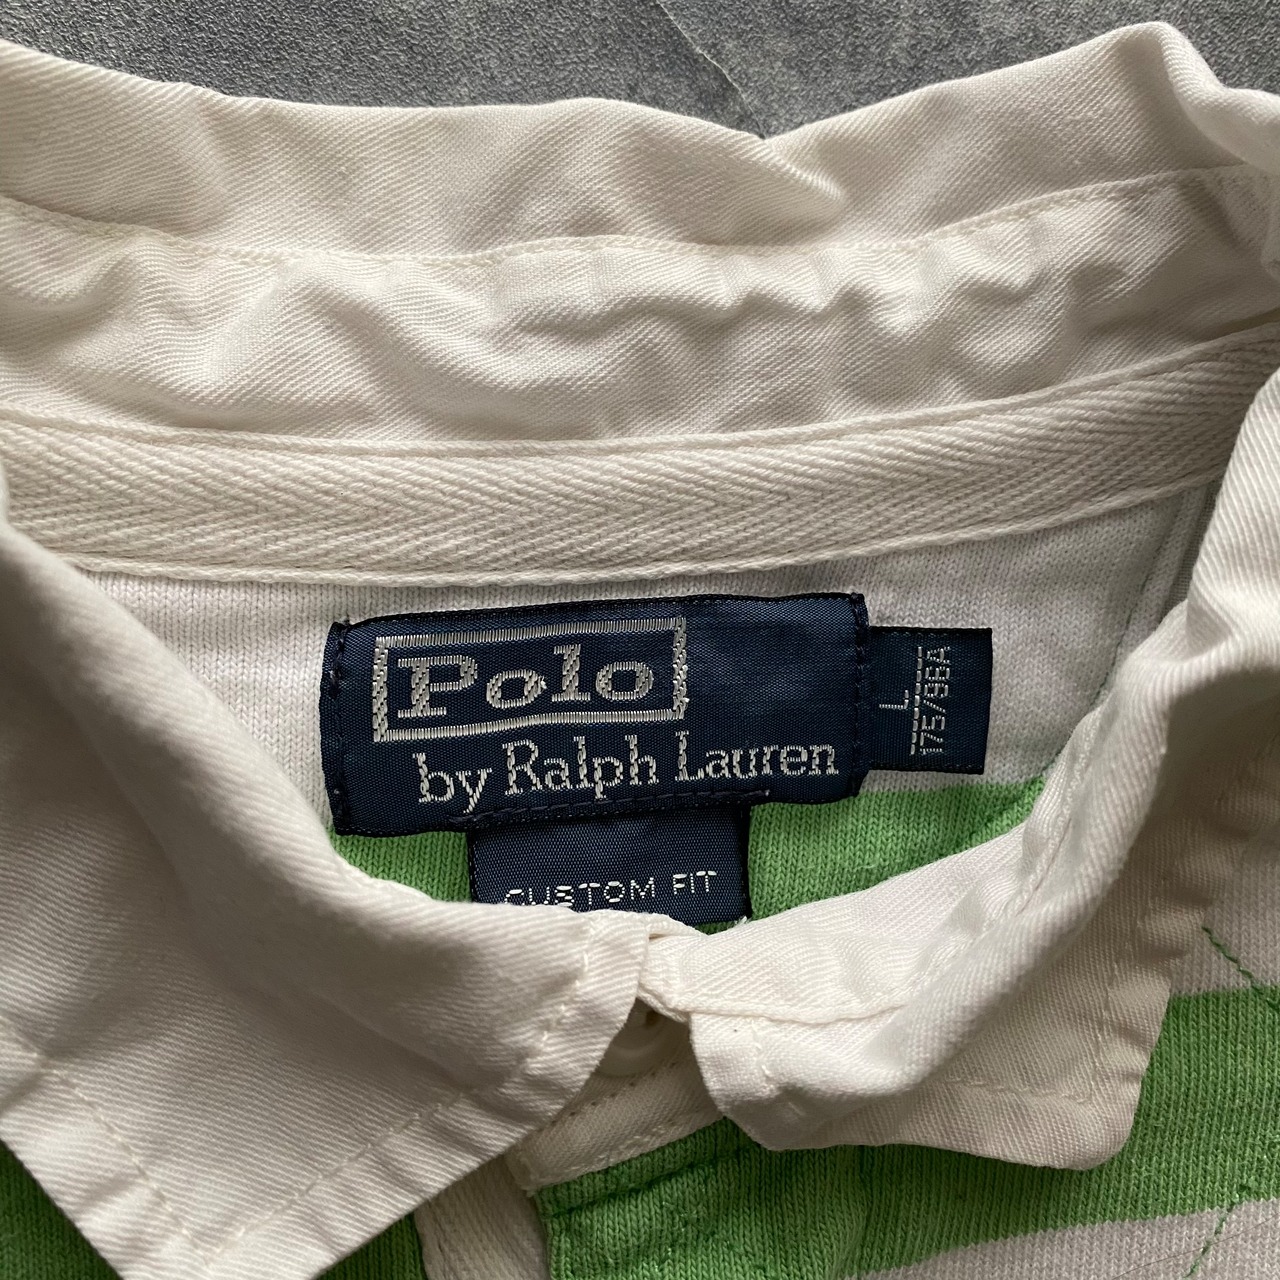 Polo
by Ralph Lauren
L
175/96A
CUSTOM FIT